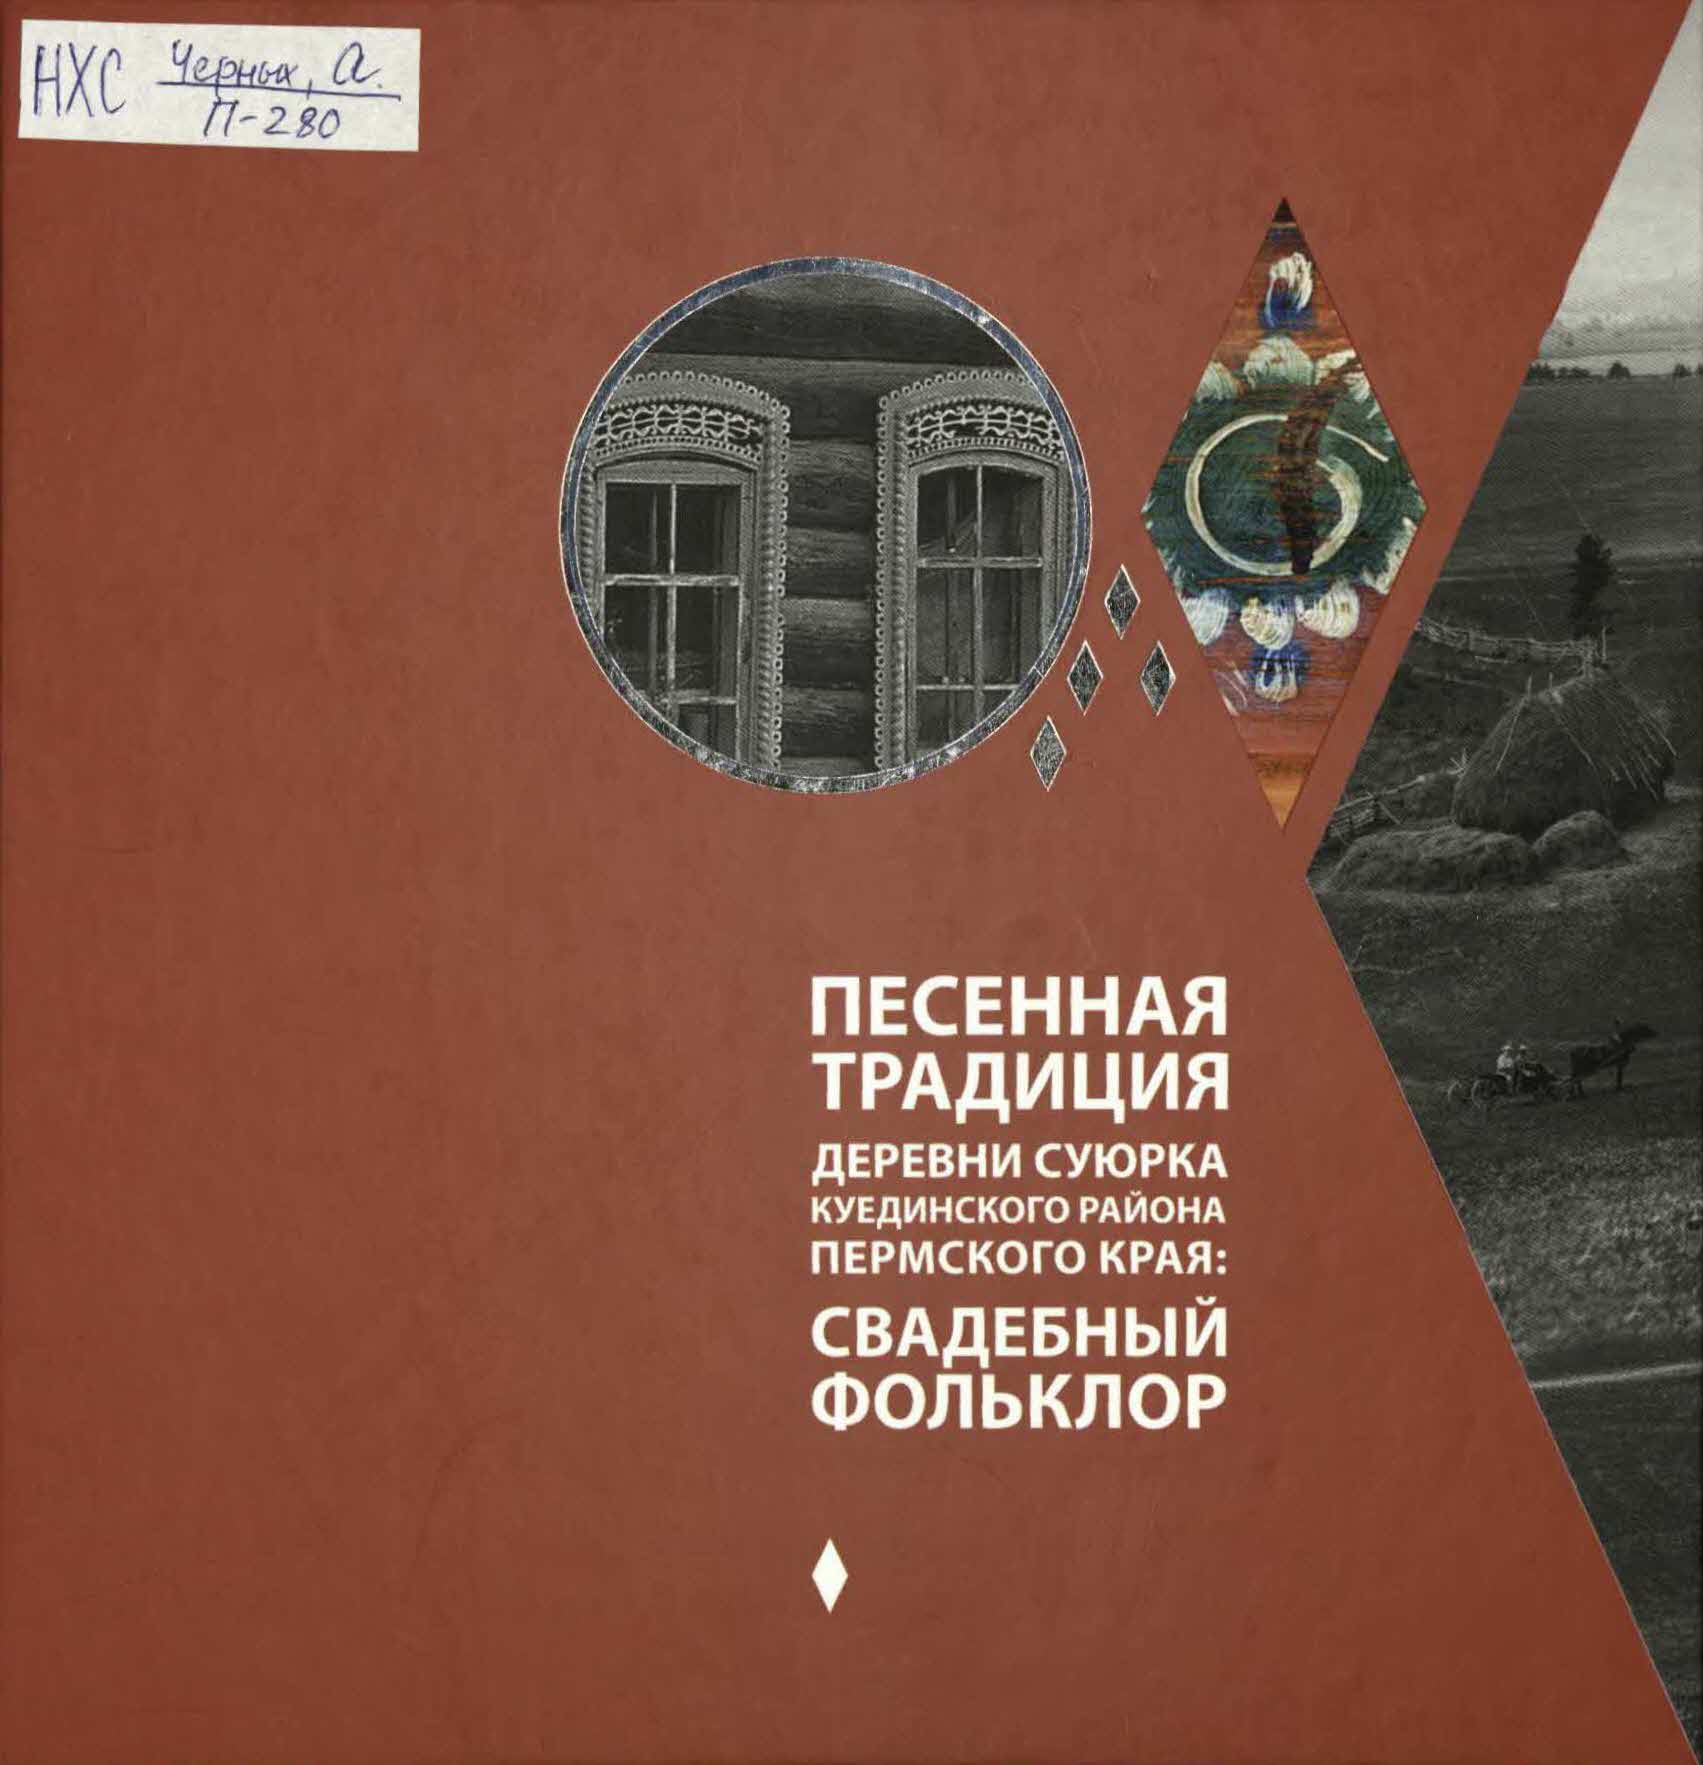 НХС Черных, А.
П-280
ПЕСЕННАЯ
ТРАДИЦИЯ
ДЕРЕВНИ СУЮРКА
КУЕДИНСКОГО РАЙОНА
ПЕРМСКОГО КРАЯ:
СВАДЕБНЫЙ
ФОЛЬКЛОР